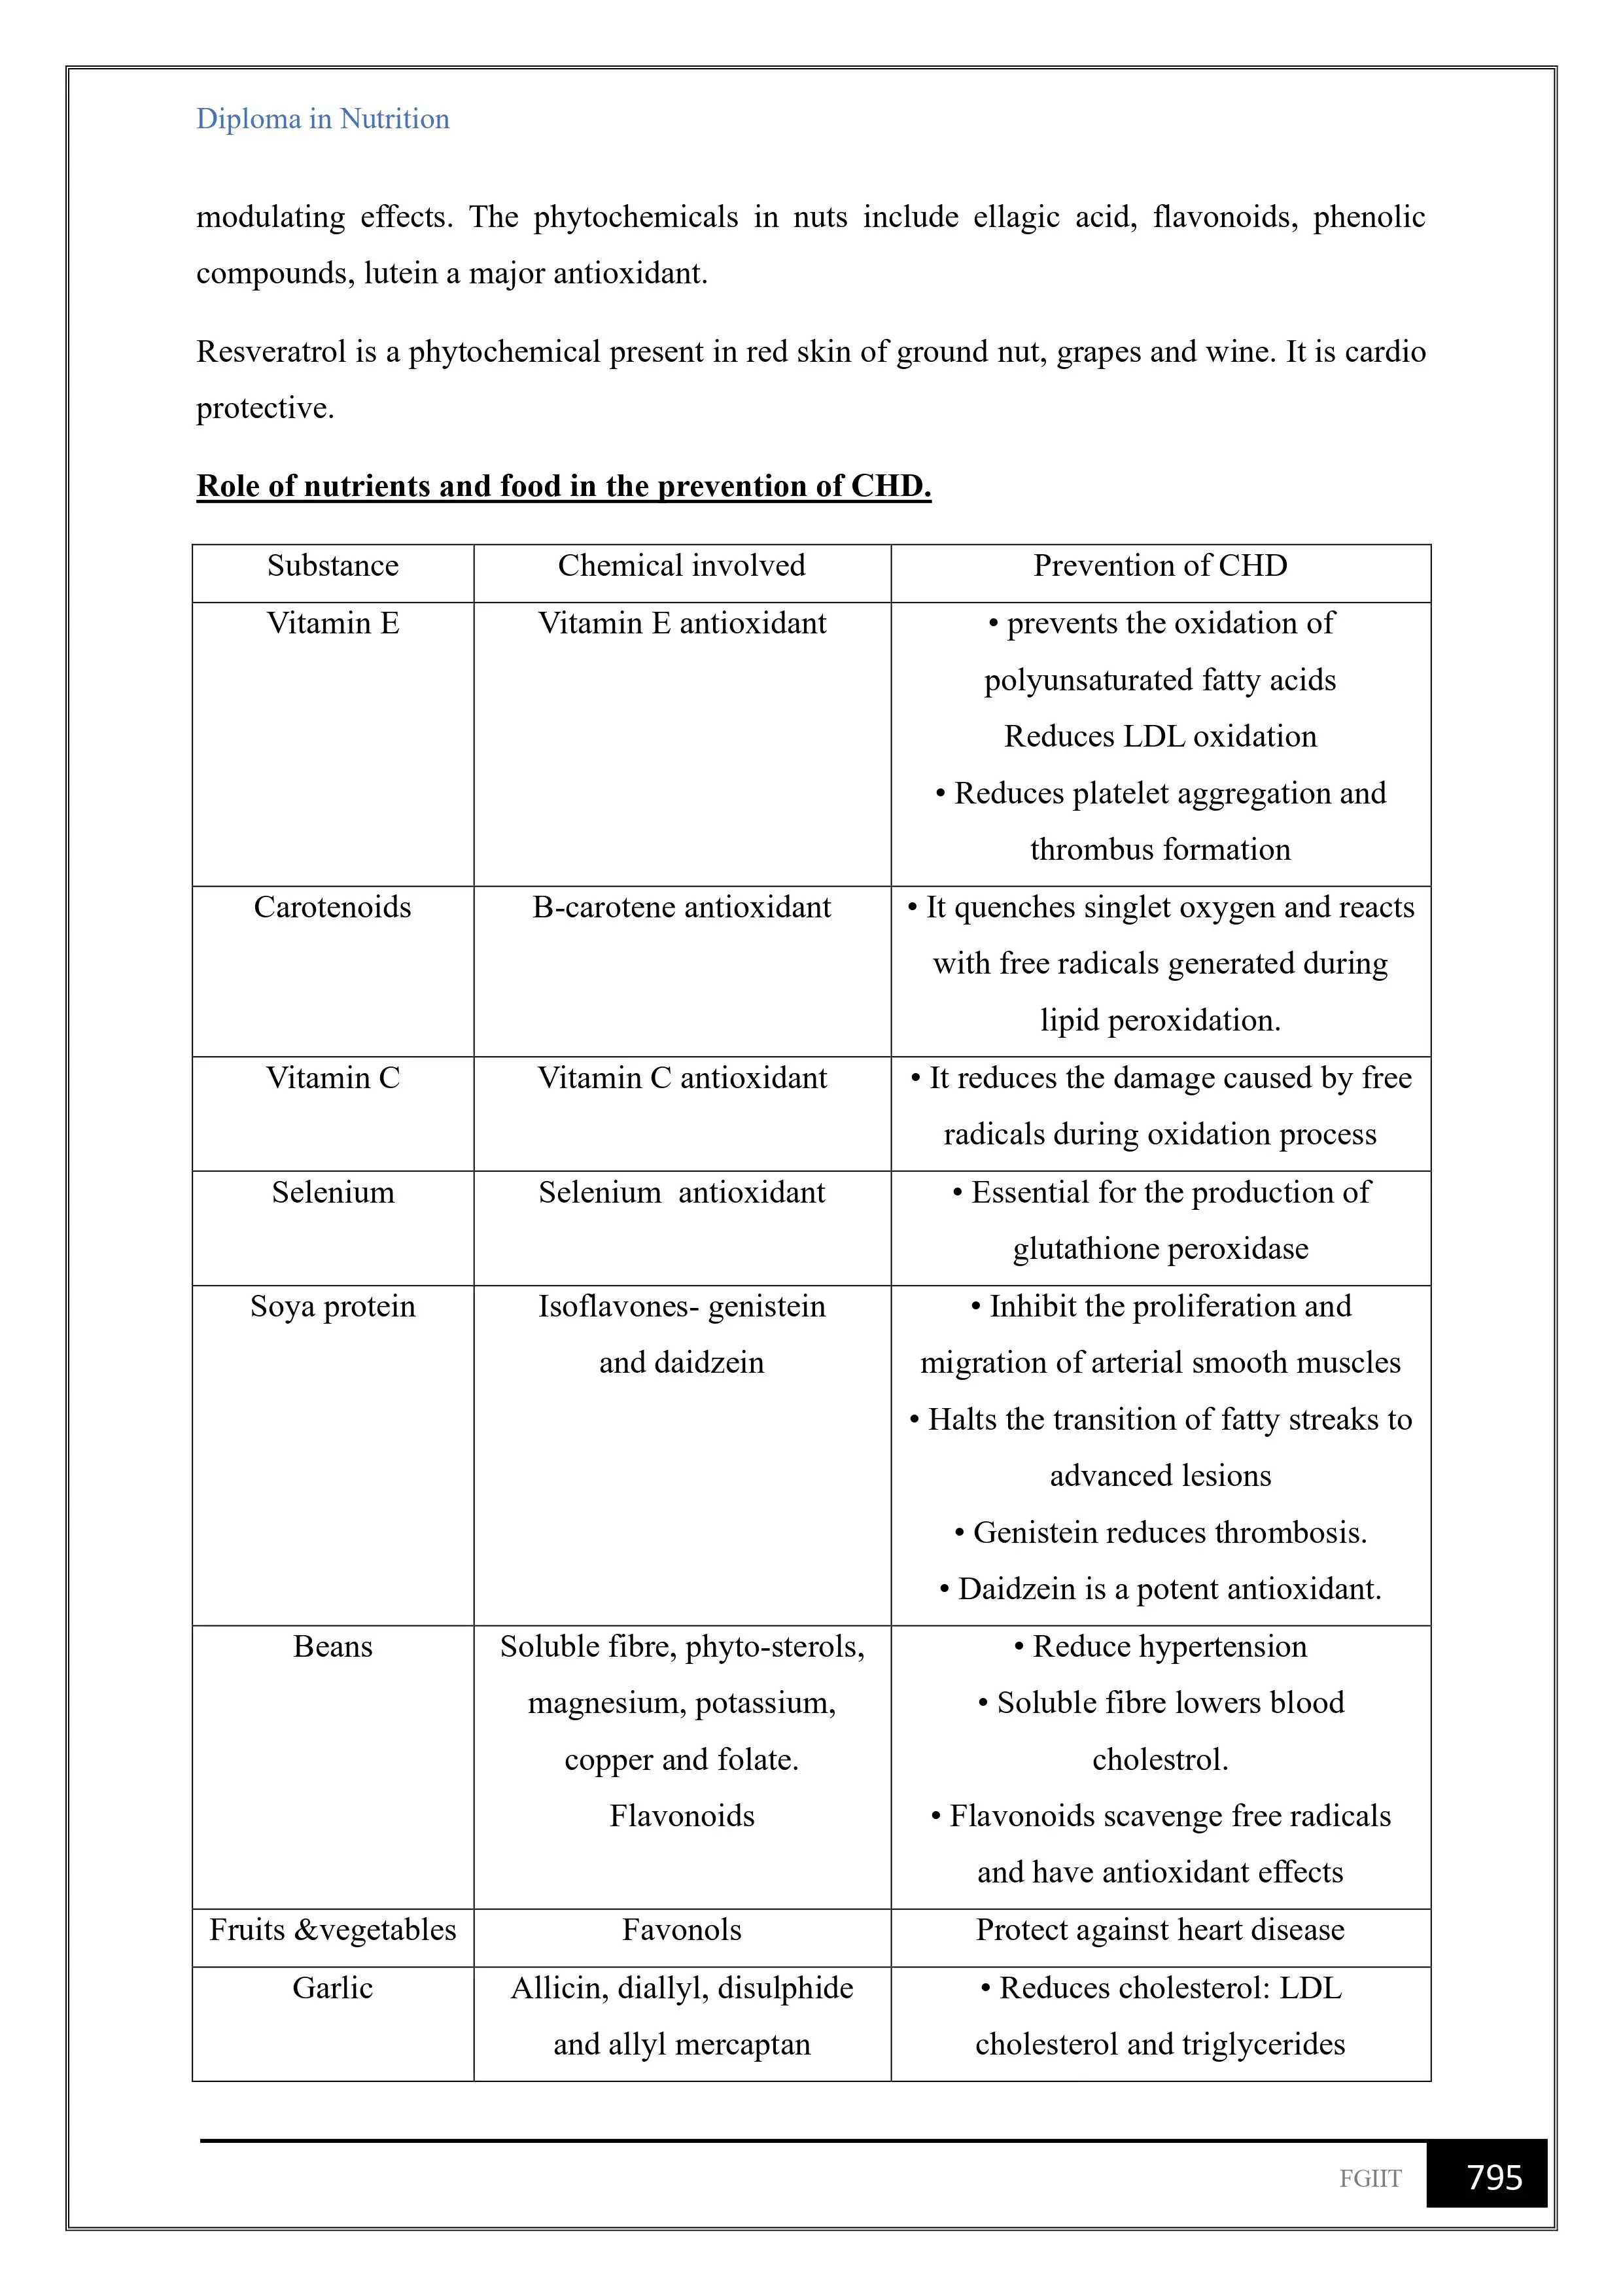 Diploma in Nutrition
modulating effects. The phytochemicals in nuts include ellagic acid, flavonoids, phenolic
compounds, lutein a major antioxidant.
Resveratrol is a phytochemical present in red skin of ground nut, grapes and wine. It is cardio
protective.
Role of nutrients and food in the prevention of CHD.
Substance Chemical involved Prevention of CHD
Vitamin E Vitamin E antioxidant • prevents the oxidation of
polyunsaturated fatty acids
Reduces LDL oxidation
• Reduces platelet aggregation and
thrombus formation
Carotenoids B-carotene antioxidant • It quenches singlet oxygen and reacts
with free radicals generated during
lipid peroxidation.
Vitamin C Vitamin C antioxidant • It reduces the damage caused by free
radicals during oxidation process
Selenium Selenium antioxidant • Essential for the production of
glutathione peroxidase
Soya protein Isoflavones- genistein • Inhibit the proliferation and
and daidzein migration of arterial smooth muscles
• Halts the transition of fatty streaks to
advanced lesions
• Genistein reduces thrombosis.
• Daidzein is a potent antioxidant.
Beans Soluble fibre, phyto-sterols, • Reduce hypertension
magnesium, potassium, • Soluble fibre lowers blood
copper and folate. cholestrol.
Flavonoids • Flavonoids scavenge free radicals
and have antioxidant effects
Fruits &vegetables Favonols Protect against heart disease
Garlic Allicin, diallyl, disulphide • Reduces cholesterol: LDL
and allyl mercaptan cholesterol and triglycerides
FGIIT 795